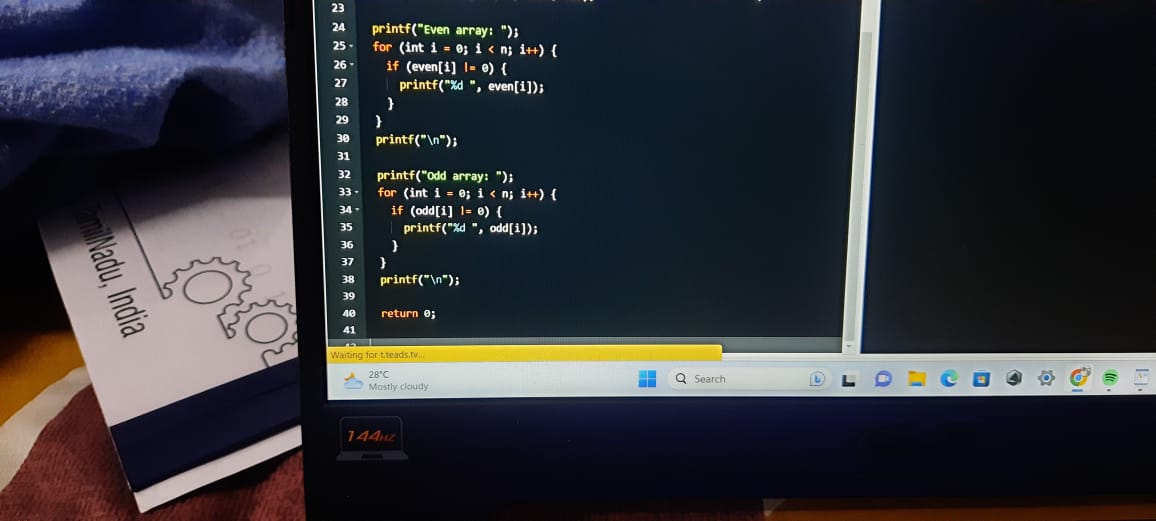 23
24 printf("Even array: ");
25 for (int i = 0; i < n; i++) {
26 if (even[i] != 0) {
27 printf("%d ", even[i]);
28 }
29 }
30 printf("\n");
31
32 printf("Odd array: ");
33 for (int i = 0; i < n; i++) {
34 if (odd[i] != 0) {
35 printf("%d ", odd[i]);
36 }
37 }
38 printf("\n");
39
40 return 0;
41
Waiting for t.teads.tv...
28°C
Mostly cloudy
Search
144HZ
TamilNadu, India